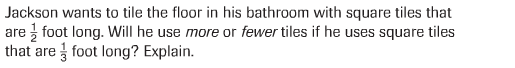 Jackson wants to tile the floor in his bathroom with square tiles that
are 1/2 foot long. Will he use more or fewer tiles if he uses square tiles
that are 1/3 foot long? Explain.